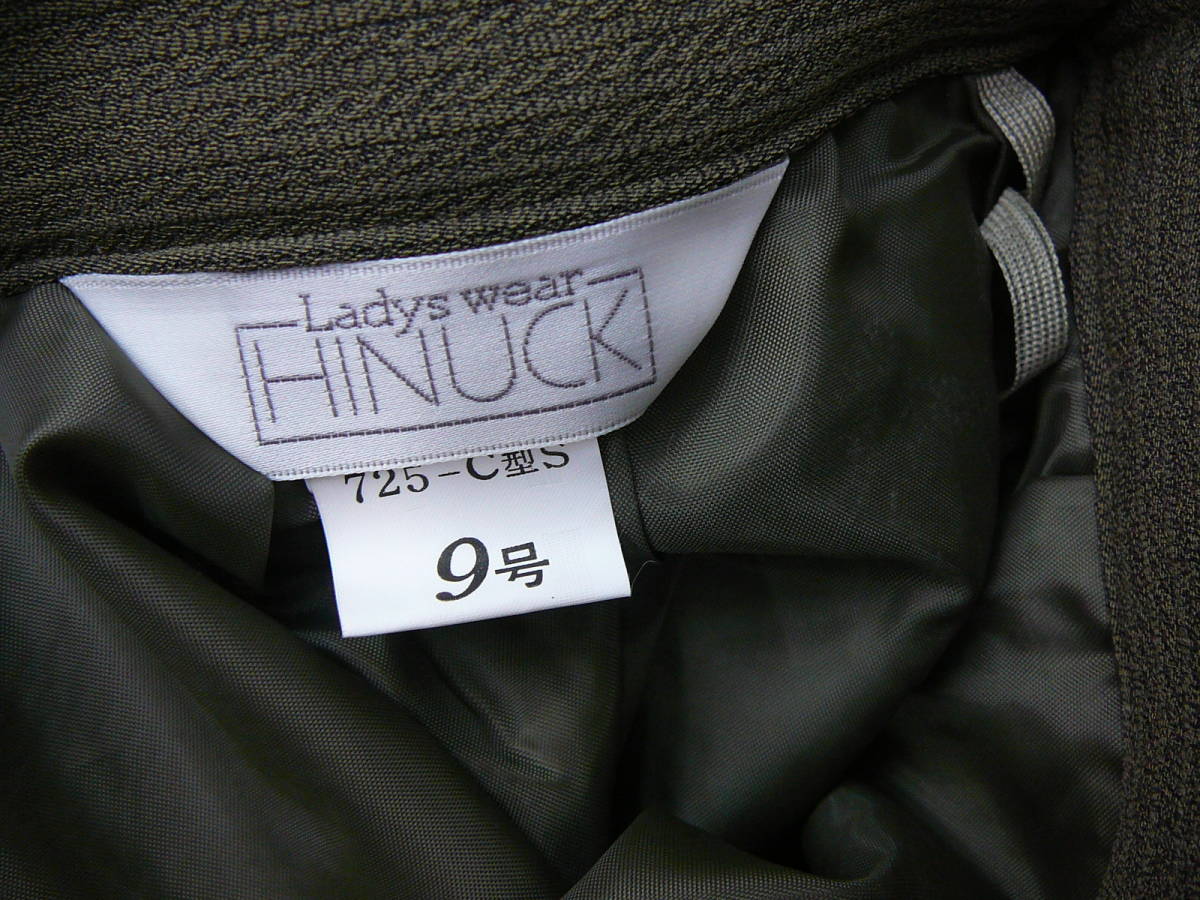 Ladys wear
HINUCK
725-C型S
9号